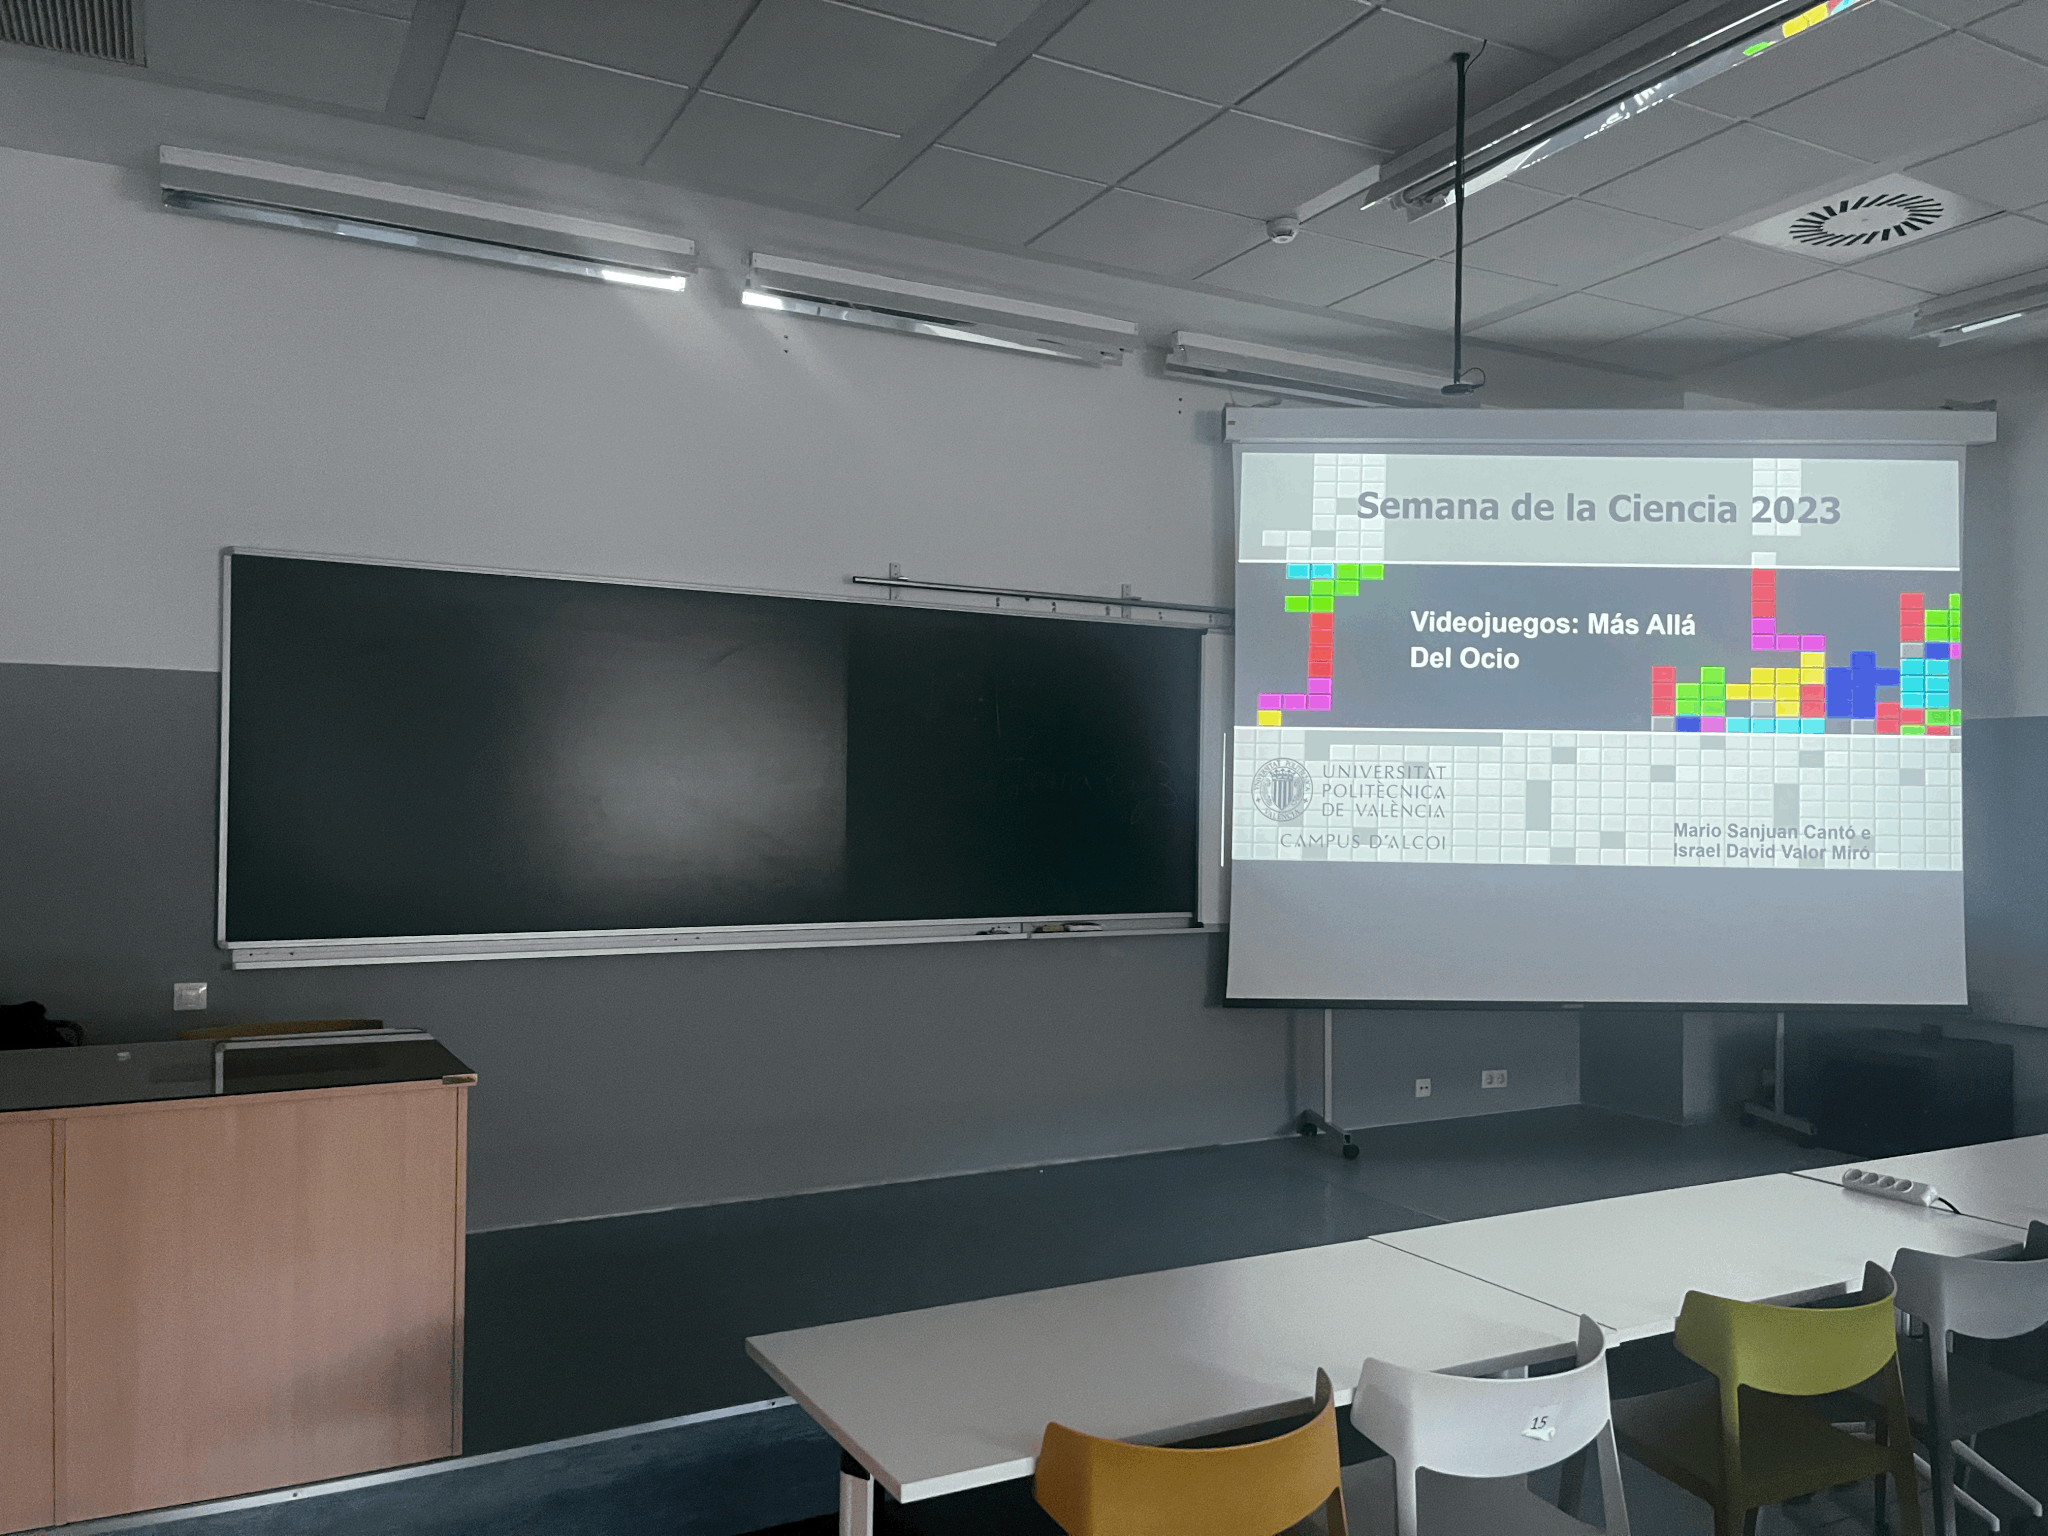 Semana de la Ciencia 2023
Videojuegos: Más Allá
Del Ocio
UNIVERSITAT
POLITÈCNICA
DE VALÈNCIA
CAMPUS D'ALCOI
Mario Sanjuan Cantó e
Israel David Valor Miró
15